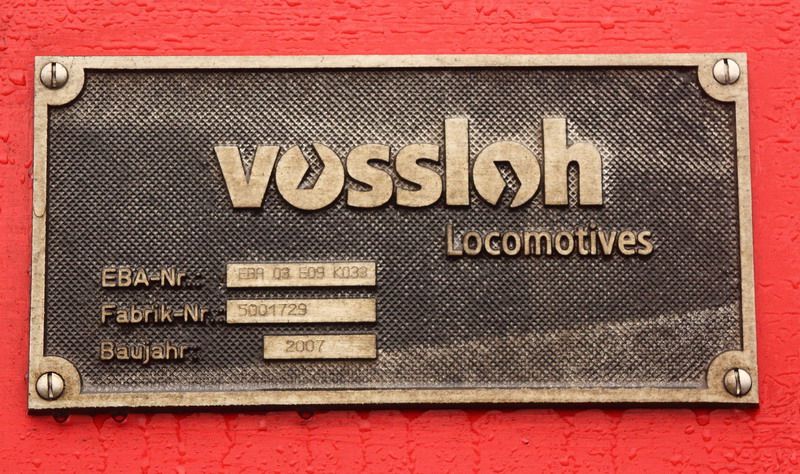 vossloh
Locomotives
EBA-Nr.: EBA 03 E09 K033
Fabrik-Nr.: 5001729
Baujahr: 2007